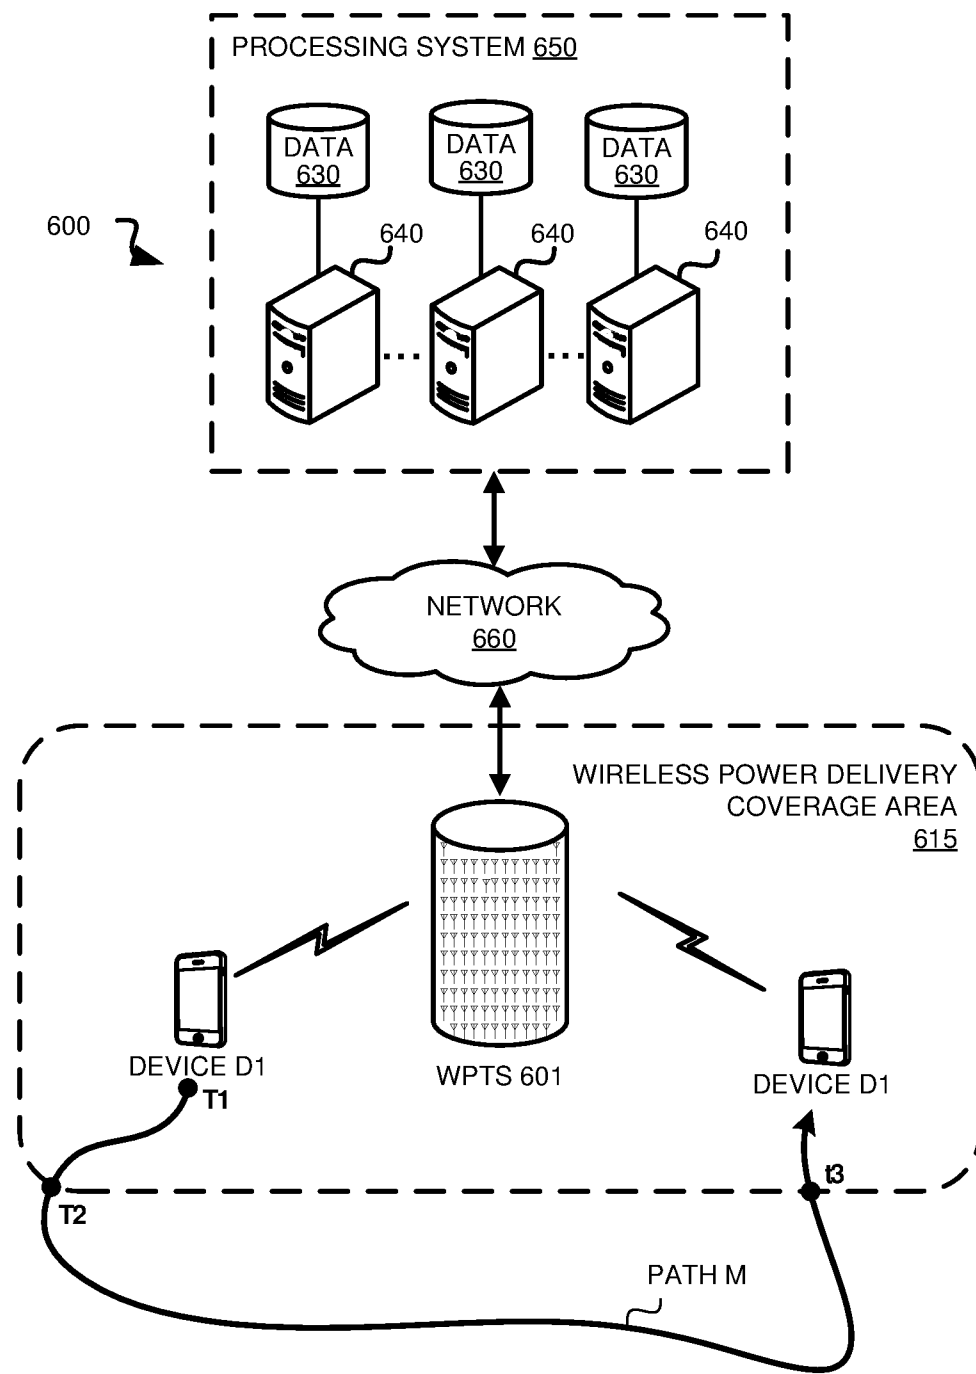 PROCESSING SYSTEM 650
DATA
630
DATA
630
DATA
630
600
640
640
640
NETWORK
660
WIRELESS POWER DELIVERY
COVERAGE AREA
615
DEVICE D1
WPTS 601
DEVICE D1
T1
T2
t3
PATH M